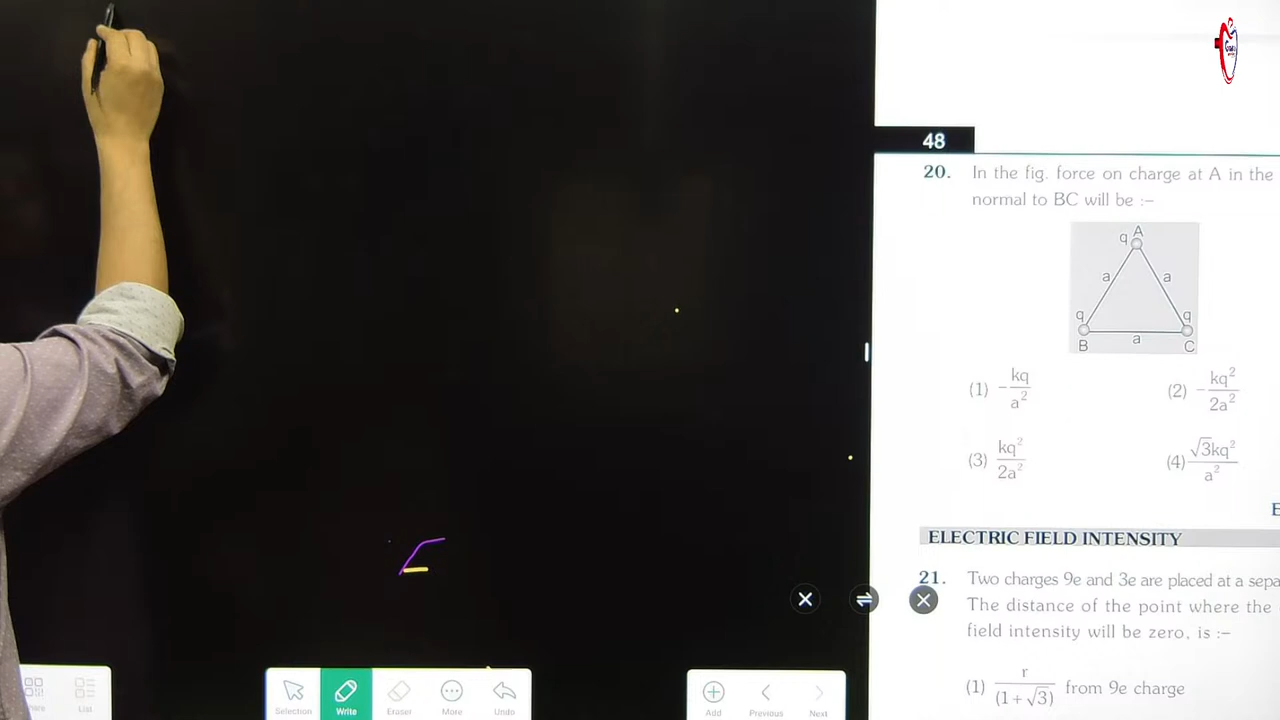 48
20. In the fig. force on charge at A in the
normal to BC will be :–
A
q
a a
q q
B a C
(1) -kq/a² (2) -kq²/2a²
(3) kq²/2a² (4) √3kq²/a²
E
ELECTRIC FIELD INTENSITY
21. Two charges 9e and 3e are placed at a sepa
The distance of the point where the
field intensity will be zero, is :–
(1) r/(1+√3) from 9e charge
hare List Selection Write Eraser More Undo Add Previous Next